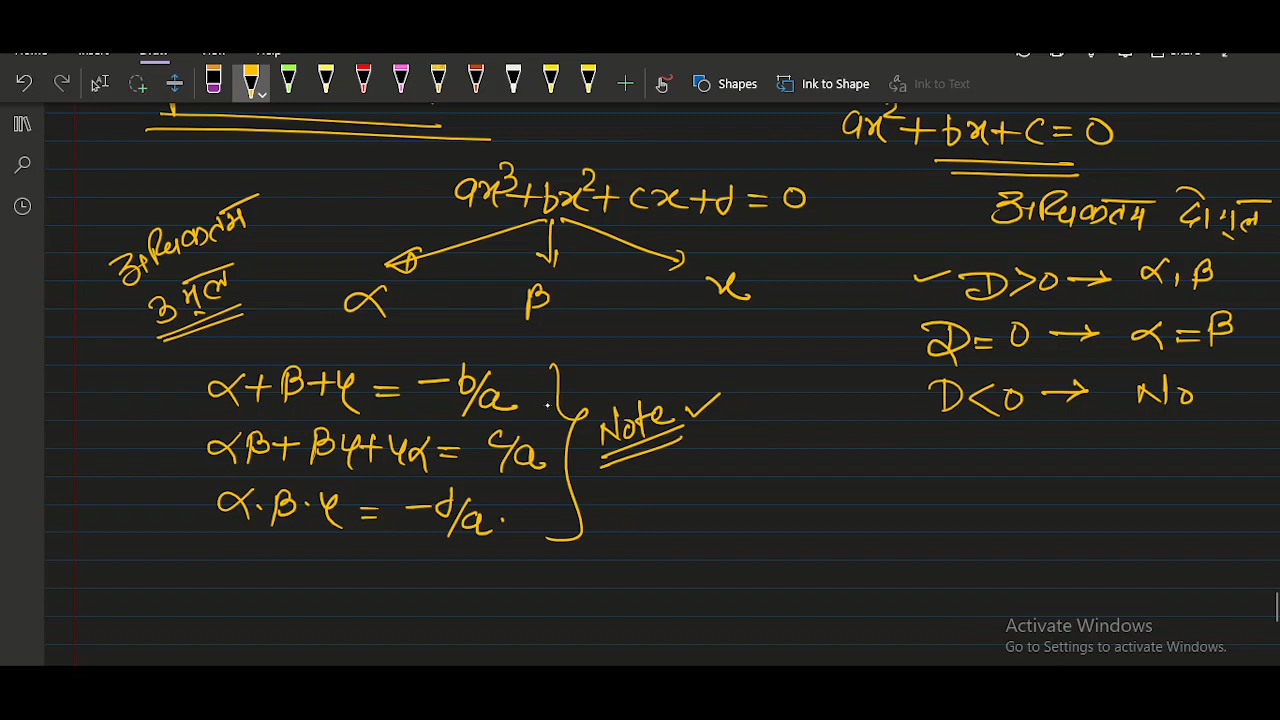 Shapes
Ink to Shape
Ink to Text
ax²+bx+c=0
ax³+bx²+cx+d=0
अधिकतम दो मूल
अधिकतम
3 मूल
α β x
D>0 → α, β
D=0 → α=β
D<0 → No
α+β+γ = -b/a
αβ+βγ+γα = c/a
α.β.γ = -d/a.
Note ✓
Activate Windows
Go to Settings to activate Windows.